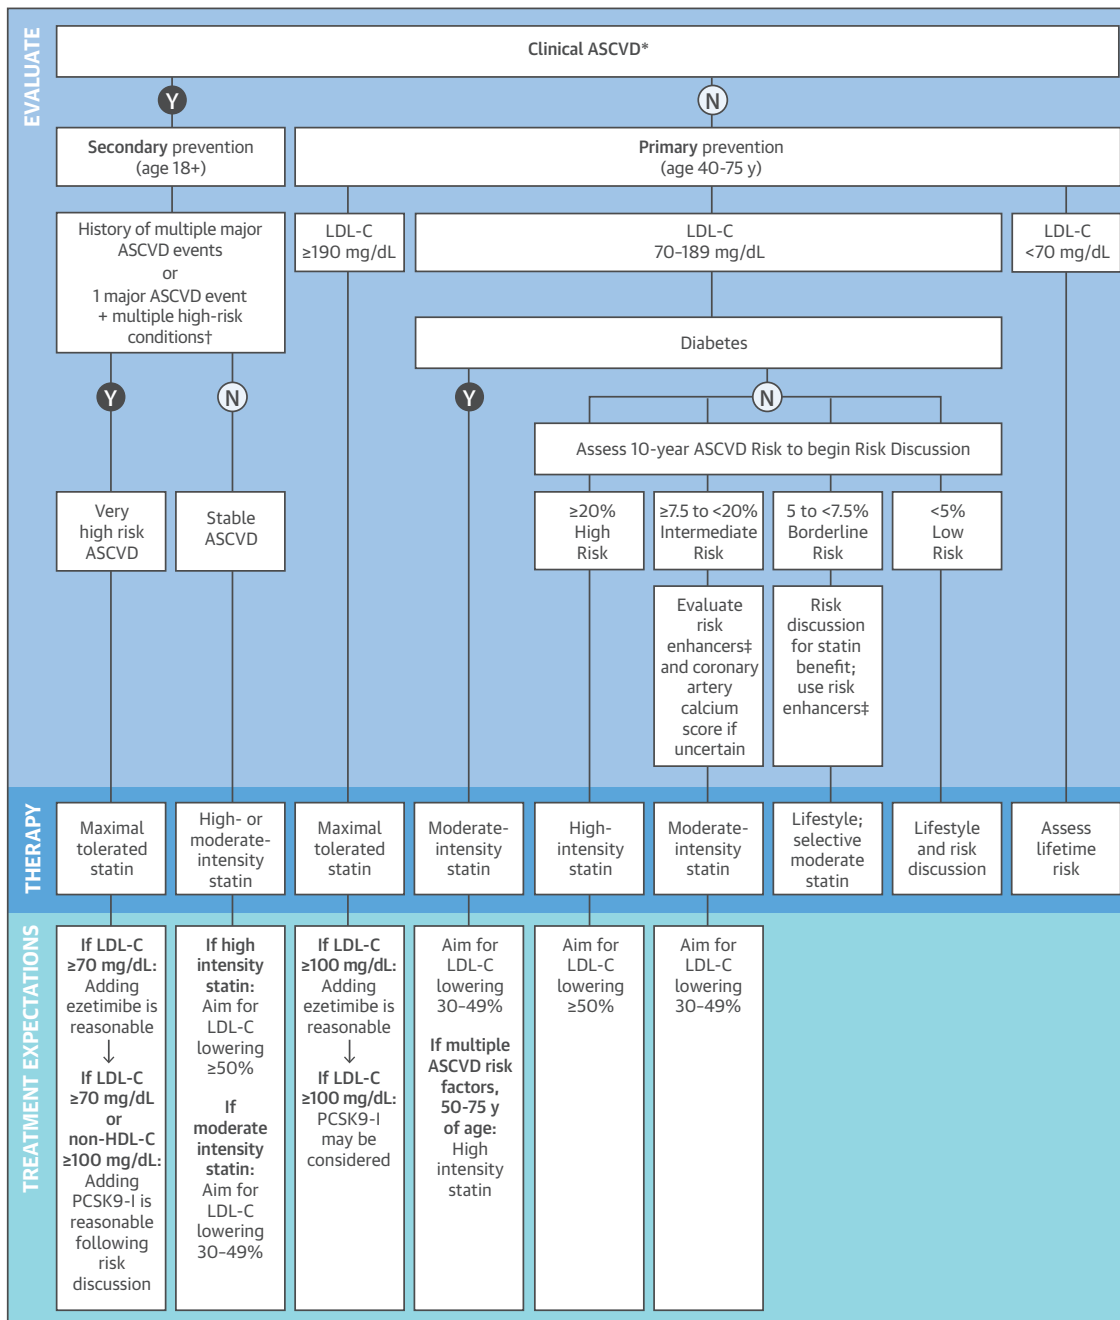 EVALUATE
Clinical ASCVD*
Y
N
Secondary prevention
(age 18+)
Primary prevention
(age 40-75 y)
History of multiple major
ASCVD events
or
1 major ASCVD event
+ multiple high-risk
conditions†
LDL-C
≥190 mg/dL
LDL-C
70-189 mg/dL
LDL-C
<70 mg/dL
Diabetes
Y
N
Y
N
Assess 10-year ASCVD Risk to begin Risk Discussion
Very
high risk
ASCVD
Stable
ASCVD
≥20%
High
Risk
≥7.5 to <20%
Intermediate
Risk
5 to <7.5%
Borderline
Risk
<5%
Low
Risk
Evaluate
risk
enhancers‡
and coronary
artery
calcium
score if
uncertain
Risk
discussion
for statin
benefit;
use risk
enhancers‡
THERAPY
Maximal
tolerated
statin
High- or
moderate-
intensity
statin
Maximal
tolerated
statin
Moderate-
intensity
statin
High-
intensity
statin
Moderate-
intensity
statin
Lifestyle;
selective
moderate
statin
Lifestyle
and risk
discussion
Assess
lifetime
risk
TREATMENT EXPECTATIONS
If LDL-C
≥70 mg/dL:
Adding
ezetimibe is
reasonable
↓
If LDL-C
≥70 mg/dL
or
non-HDL-C
≥100 mg/dL:
Adding
PCSK9-I is
reasonable
following
risk
discussion
If high
intensity
statin:
Aim for
LDL-C
lowering
≥50%
If
moderate
intensity
statin:
Aim for
LDL-C
lowering
30-49%
If LDL-C
≥100 mg/dL:
Adding
ezetimibe is
reasonable
↓
If LDL-C
≥100 mg/dL:
PCSK9-I
may be
considered
Aim for
LDL-C
lowering
30-49%
If multiple
ASCVD risk
factors,
50-75 y
of age:
High
intensity
statin
Aim for
LDL-C
lowering
≥50%
Aim for
LDL-C
lowering
30-49%